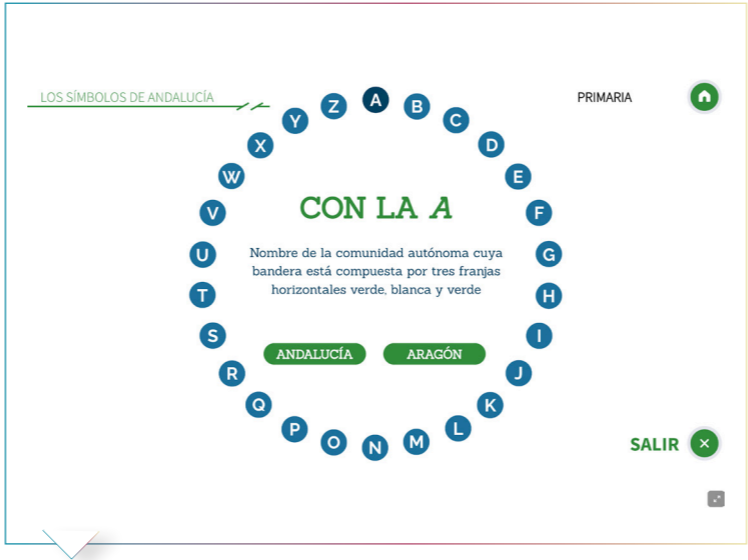 LOS SÍMBOLOS DE ANDALUCÍA
PRIMARIA
A
B
C
D
E
F
G
H
I
J
K
L
M
N
O
P
Q
R
S
T
U
V
W
X
Y
Z
CON LA A
Nombre de la comunidad autónoma cuya
bandera está compuesta por tres franjas
horizontales verde, blanca y verde
ANDALUCÍA
ARAGÓN
SALIR